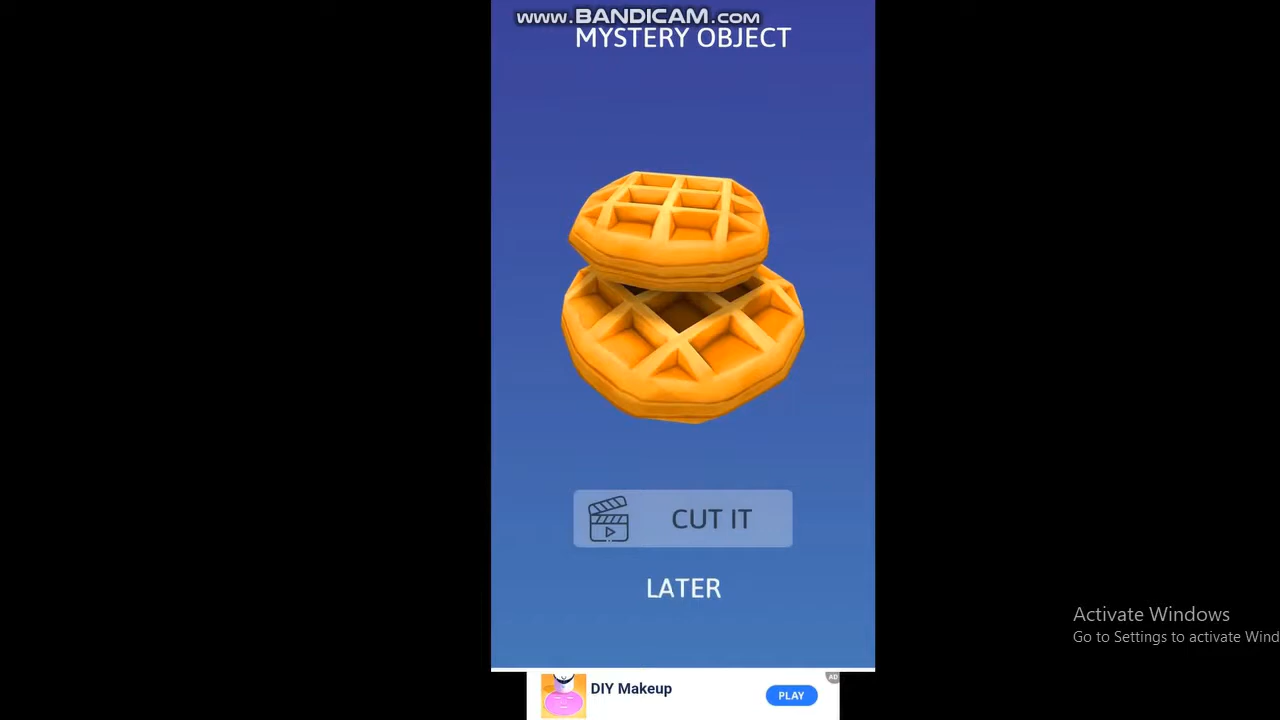 www.BANDICAM.com
MYSTERY OBJECT
CUT IT
LATER
Activate Windows
Go to Settings to activate Wind
DIY Makeup
AD
PLAY